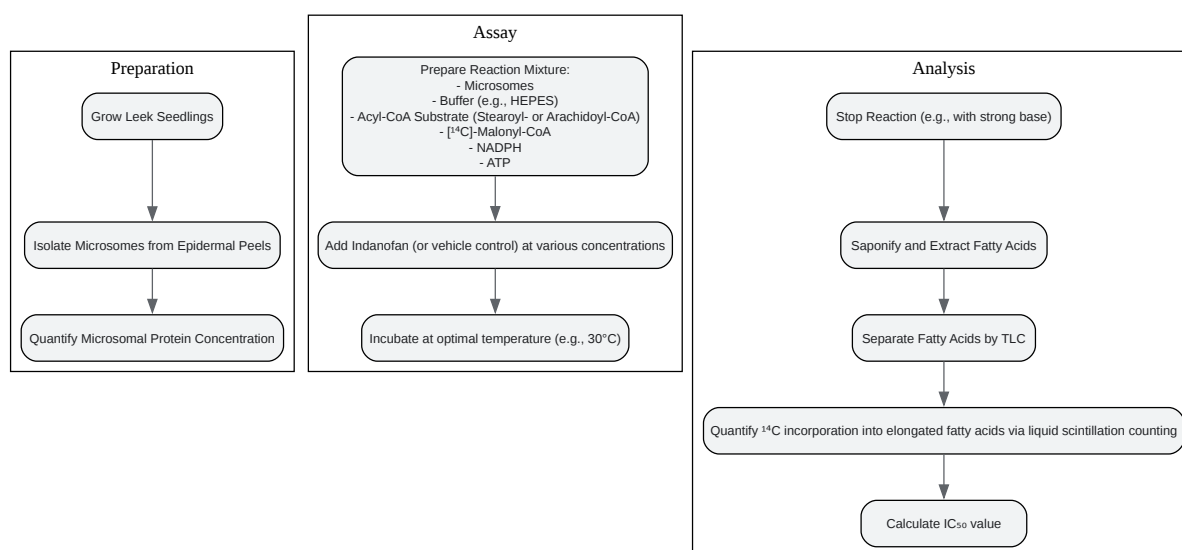 Preparation
Grow Leek Seedlings
Isolate Microsomes from Epidermal Peels
Quantify Microsomal Protein Concentration
Assay
Prepare Reaction Mixture:
- Microsomes
- Buffer (e.g., HEPES)
- Acyl-CoA Substrate (Stearoyl- or Arachidoyl-CoA)
- [¹⁴C]-Malonyl-CoA
- NADPH
- ATP
Add Indanofan (or vehicle control) at various concentrations
Incubate at optimal temperature (e.g., 30°C)
Analysis
Stop Reaction (e.g., with strong base)
Saponify and Extract Fatty Acids
Separate Fatty Acids by TLC
Quantify ¹⁴C incorporation into elongated fatty acids via liquid scintillation counting
Calculate IC₅₀ value